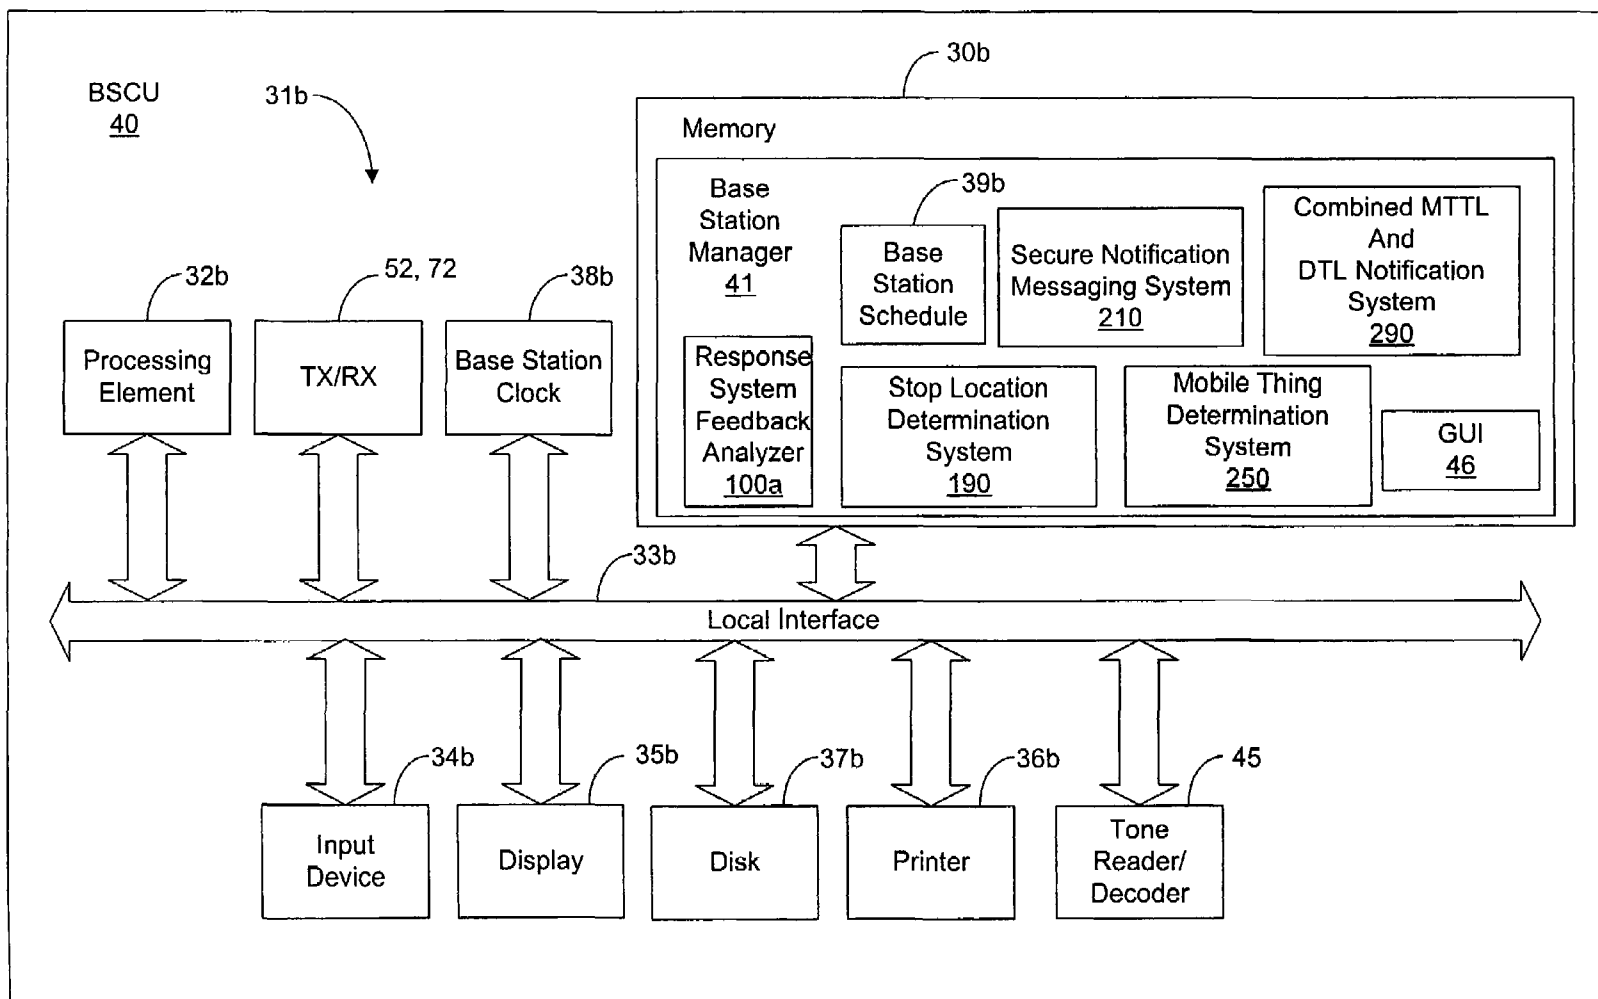 BSCU
40
31b
30b
Memory
Base
Station
Manager
41
39b
Base
Station
Schedule
Secure Notification
Messaging System
210
Combined MTTL
And
DTL Notification
System
290
Response
System
Feedback
Analyzer
100a
Stop Location
Determination
System
190
Mobile Thing
Determination
System
250
GUI
46
32b
Processing
Element
52, 72
TX/RX
38b
Base Station
Clock
33b
Local Interface
34b
Input
Device
35b
Display
37b
Disk
36b
Printer
45
Tone
Reader/
Decoder